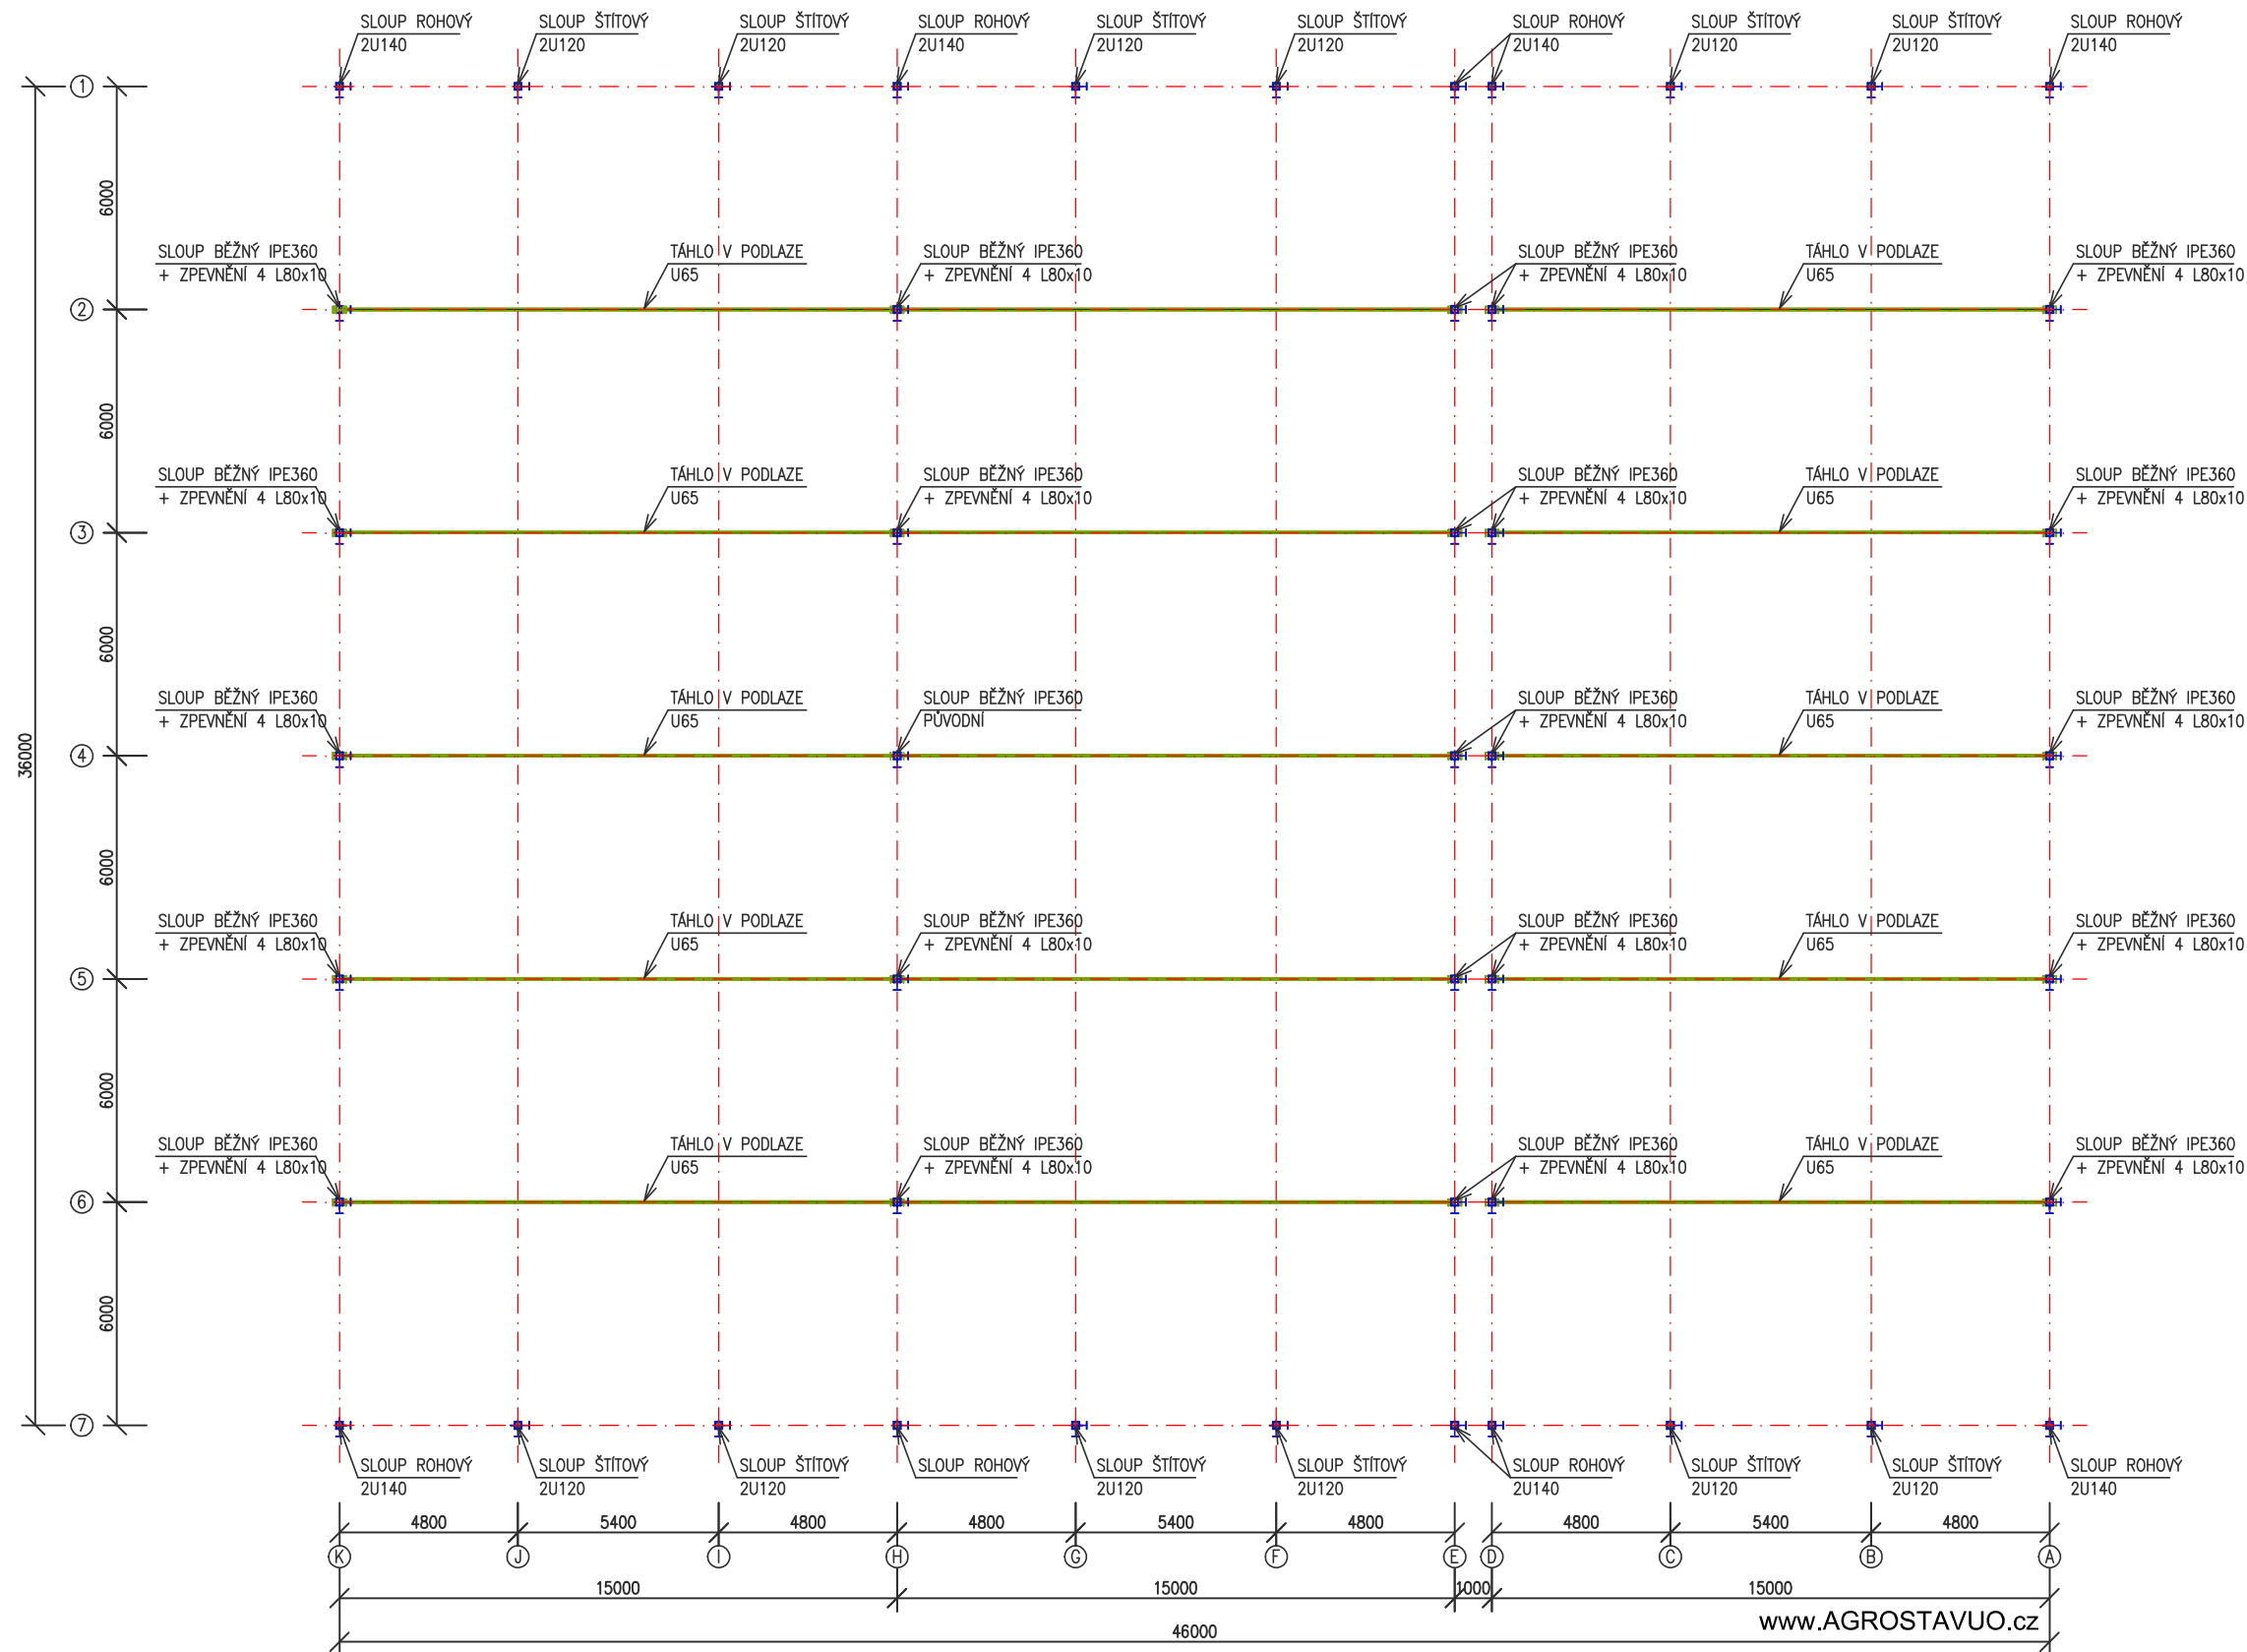 SLOUP ROHOVÝ
2U140
SLOUP ŠTÍTOVÝ
2U120
SLOUP ŠTÍTOVÝ
2U120
SLOUP ROHOVÝ
2U140
SLOUP ŠTÍTOVÝ
2U120
SLOUP ŠTÍTOVÝ
2U120
SLOUP ROHOVÝ
2U140
SLOUP ŠTÍTOVÝ
2U120
SLOUP ŠTÍTOVÝ
2U120
SLOUP ROHOVÝ
2U140
1
6000
SLOUP BĚŽNÝ IPE360
+ ZPEVNĚNÍ 4 L80x10
TÁHLO V PODLAZE
U65
SLOUP BĚŽNÝ IPE360
+ ZPEVNĚNÍ 4 L80x10
SLOUP BĚŽNÝ IPE360
+ ZPEVNĚNÍ 4 L80x10
TÁHLO V PODLAZE
U65
SLOUP BĚŽNÝ IPE360
+ ZPEVNĚNÍ 4 L80x10
2
6000
SLOUP BĚŽNÝ IPE360
+ ZPEVNĚNÍ 4 L80x10
TÁHLO V PODLAZE
U65
SLOUP BĚŽNÝ IPE360
+ ZPEVNĚNÍ 4 L80x10
SLOUP BĚŽNÝ IPE360
+ ZPEVNĚNÍ 4 L80x10
TÁHLO V PODLAZE
U65
SLOUP BĚŽNÝ IPE360
+ ZPEVNĚNÍ 4 L80x10
3
6000
SLOUP BĚŽNÝ IPE360
+ ZPEVNĚNÍ 4 L80x10
TÁHLO V PODLAZE
U65
SLOUP BĚŽNÝ IPE360
PŮVODNÍ
SLOUP BĚŽNÝ IPE360
+ ZPEVNĚNÍ 4 L80x10
TÁHLO V PODLAZE
U65
SLOUP BĚŽNÝ IPE360
+ ZPEVNĚNÍ 4 L80x10
36000
4
6000
SLOUP BĚŽNÝ IPE360
+ ZPEVNĚNÍ 4 L80x10
TÁHLO V PODLAZE
U65
SLOUP BĚŽNÝ IPE360
+ ZPEVNĚNÍ 4 L80x10
SLOUP BĚŽNÝ IPE360
+ ZPEVNĚNÍ 4 L80x10
TÁHLO V PODLAZE
U65
SLOUP BĚŽNÝ IPE360
+ ZPEVNĚNÍ 4 L80x10
5
6000
SLOUP BĚŽNÝ IPE360
+ ZPEVNĚNÍ 4 L80x10
TÁHLO V PODLAZE
U65
SLOUP BĚŽNÝ IPE360
+ ZPEVNĚNÍ 4 L80x10
SLOUP BĚŽNÝ IPE360
+ ZPEVNĚNÍ 4 L80x10
TÁHLO V PODLAZE
U65
SLOUP BĚŽNÝ IPE360
+ ZPEVNĚNÍ 4 L80x10
6
6000
7
SLOUP ROHOVÝ
2U140
SLOUP ŠTÍTOVÝ
2U120
SLOUP ŠTÍTOVÝ
2U120
SLOUP ROHOVÝ
SLOUP ŠTÍTOVÝ
2U120
SLOUP ŠTÍTOVÝ
2U120
SLOUP ROHOVÝ
2U140
SLOUP ŠTÍTOVÝ
2U120
SLOUP ŠTÍTOVÝ
2U120
SLOUP ROHOVÝ
2U140
4800 5400 4800 4800 5400 4800 4800 5400 4800
K J I H G F E D C B A
15000 15000 1000 15000
www.AGROSTAVUO.cz
46000